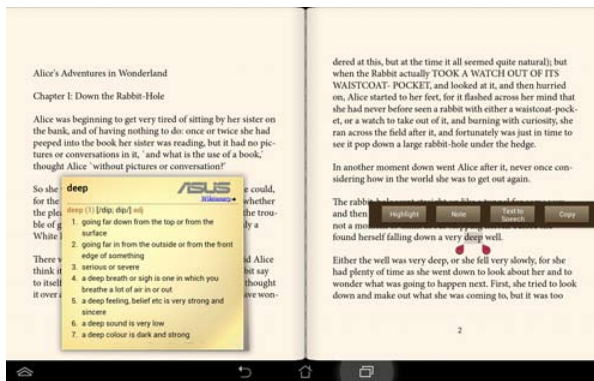 Alice's Adventures in Wonderland
Chapter I: Down the Rabbit-Hole
Alice was beginning to get very tired of sitting by her sister on
the bank, and of having nothing to do: once or twice she had
peeped into the book her sister was reading, but it had no pic-
tures or conversations in it, `and what is the use of a book,'
thought Alice `without pictures or conversation?'
So she
e could,
for the
whether
the plea
the trou-
ble of g
ly a
White
There w
id Alice
think it
bit say
to itself
thought
it over a
ve won-
deep
ASUS
Wiktionary
deep (1) [/dip; dip/] adj
1. going far down from the top or from the
surface
2. going far in from the outside or from the front
edge of something
3. serious or severe
4. a deep breath or sigh is one in which you
breathe a lot of air in or out
5. a deep feeling, belief etc is very strong and
sincere
6. a deep sound is very low
7. a deep colour is dark and strong
dered at this, but at the time it all seemed quite natural); but
when the Rabbit actually TOOK A WATCH OUT OF ITS
WAISTCOAT- POCKET, and looked at it, and then hurried
on, Alice started to her feet, for it flashed across her mind that
she had never before seen a rabbit with either a waistcoat-pock-
et, or a watch to take out of it, and burning with curiosity, she
ran across the field after it, and fortunately was just in time to
see it pop down a large rabbit-hole under the hedge.
In another moment down went Alice after it, never once con-
sidering how in the world she was to get out again.
The
and then
not a
found herself falling down a very deep well.
Highlight
Note
Text to
Speech
Copy
Either the well was very deep, or she fell very slowly, for she
had plenty of time as she went down to look about her and to
wonder what was going to happen next. First, she tried to look
down and make out what she was coming to, but it was too
2